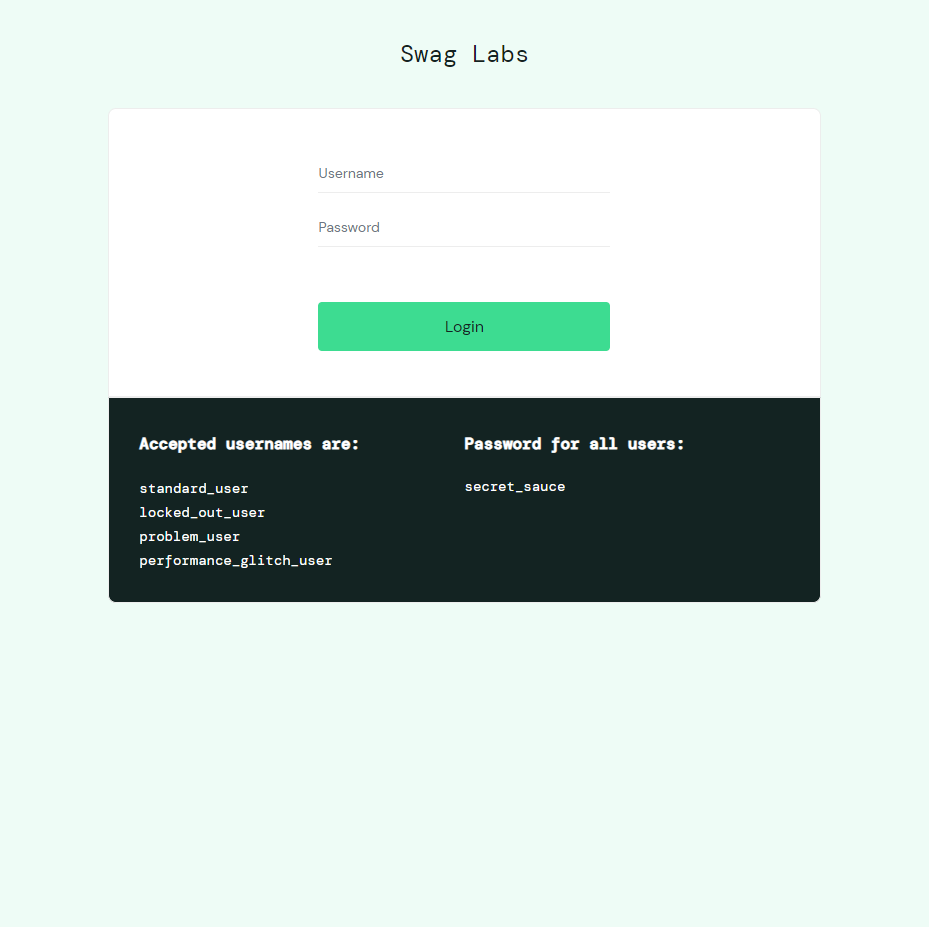 Swag Labs
Username
Password
Login
Accepted usernames are:
standard_user
locked_out_user
problem_user
performance_glitch_user
Password for all users:
secret_sauce